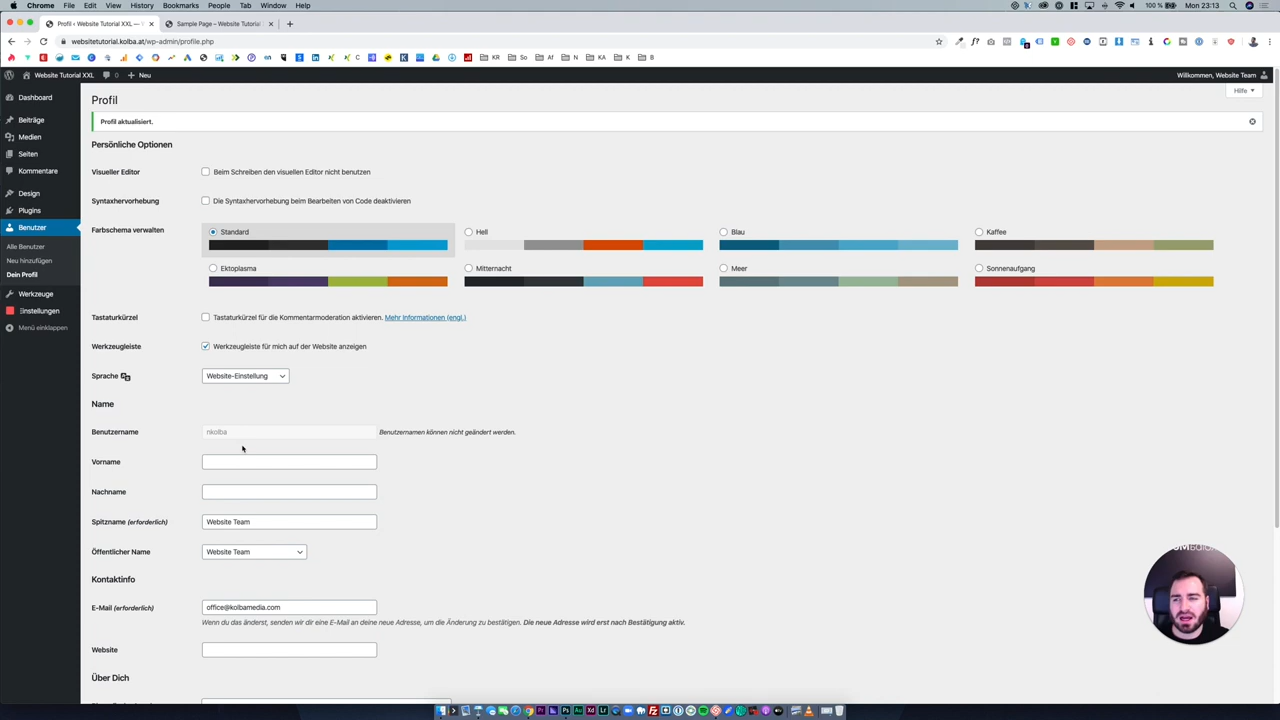 Chrome File Edit View History Bookmarks People Tab Window Help
100 % Mon 23:13
Profil ‹ Website Tutorial XXL —
Sample Page – Website Tutorial
websitetutorial.kolba.at/wp-admin/profile.php
C KR So Af N KA K B
Website Tutorial XXL 0 + Neu
Willkommen, Website Team
Hilfe
Dashboard
Beiträge
Medien
Seiten
Kommentare
Design
Plugins
Benutzer
Alle Benutzer
Neu hinzufügen
Dein Profil
Werkzeuge
Einstellungen
Menü einklappen
Profil
Profil aktualisiert.
Persönliche Optionen
Visueller Editor Beim Schreiben den visuellen Editor nicht benutzen
Syntaxhervorhebung Die Syntaxhervorhebung beim Bearbeiten von Code deaktivieren
Farbschema verwalten Standard Hell Blau Kaffee
Ektoplasma Mitternacht Meer Sonnenaufgang
Tastaturkürzel Tastaturkürzel für die Kommentarmoderation aktivieren. Mehr Informationen (engl.)
Werkzeugleiste Werkzeugleiste für mich auf der Website anzeigen
Sprache Website-Einstellung
Name
Benutzername nkolba Benutzernamen können nicht geändert werden.
Vorname
Nachname
Spitzname (erforderlich) Website Team
Öffentlicher Name Website Team
Kontaktinfo
E-Mail (erforderlich) office@kolbamedia.com
Wenn du das änderst, senden wir dir eine E-Mail an deine neue Adresse, um die Änderung zu bestätigen. Die neue Adresse wird erst nach Bestätigung aktiv.
Website
Über Dich